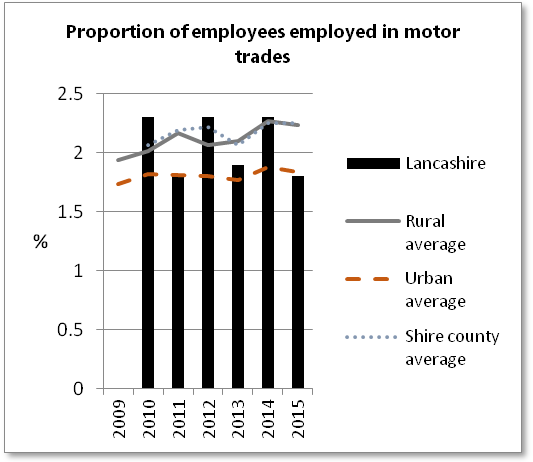 Proportion of employees employed in motor
trades
2.5
2
1.5
1
0.5
0
%
2009
2010
2011
2012
2013
2014
2015
Lancashire
Rural
average
Urban
average
Shire county
average